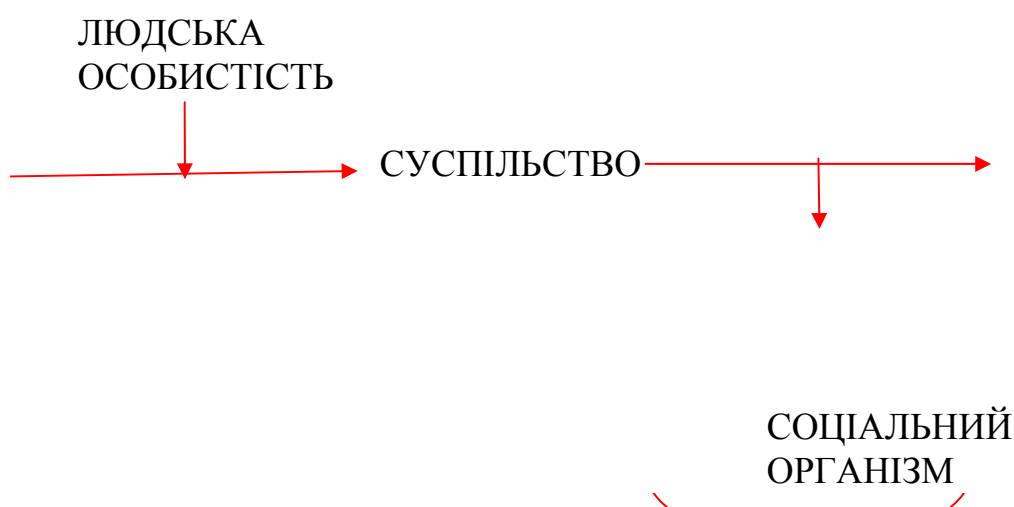 ЛЮДСЬКА
ОСОБИСТІСТЬ
СУСПІЛЬСТВО
СОЦІАЛЬНИЙ
ОРГАНІЗМ